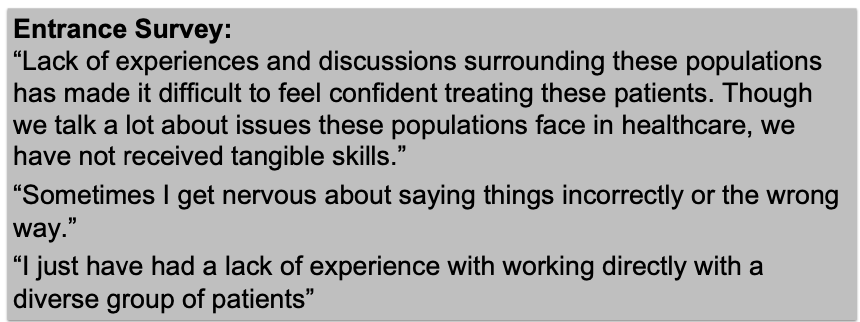 Entrance Survey:
“Lack of experiences and discussions surrounding these populations
has made it difficult to feel confident treating these patients. Though
we talk a lot about issues these populations face in healthcare, we
have not received tangible skills.”
“Sometimes I get nervous about saying things incorrectly or the wrong
way.”
“I just have had a lack of experience with working directly with a
diverse group of patients”